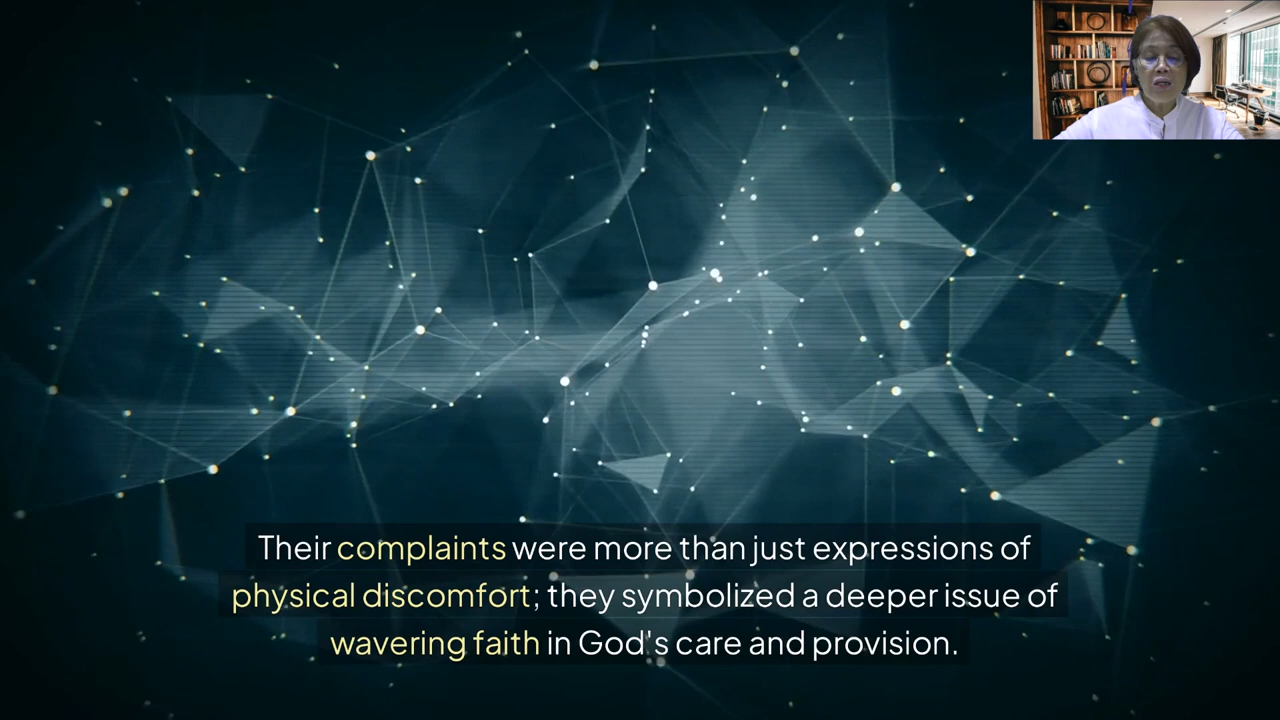 Their complaints were more than just expressions of
physical discomfort; they symbolized a deeper issue of
wavering faith in God's care and provision.